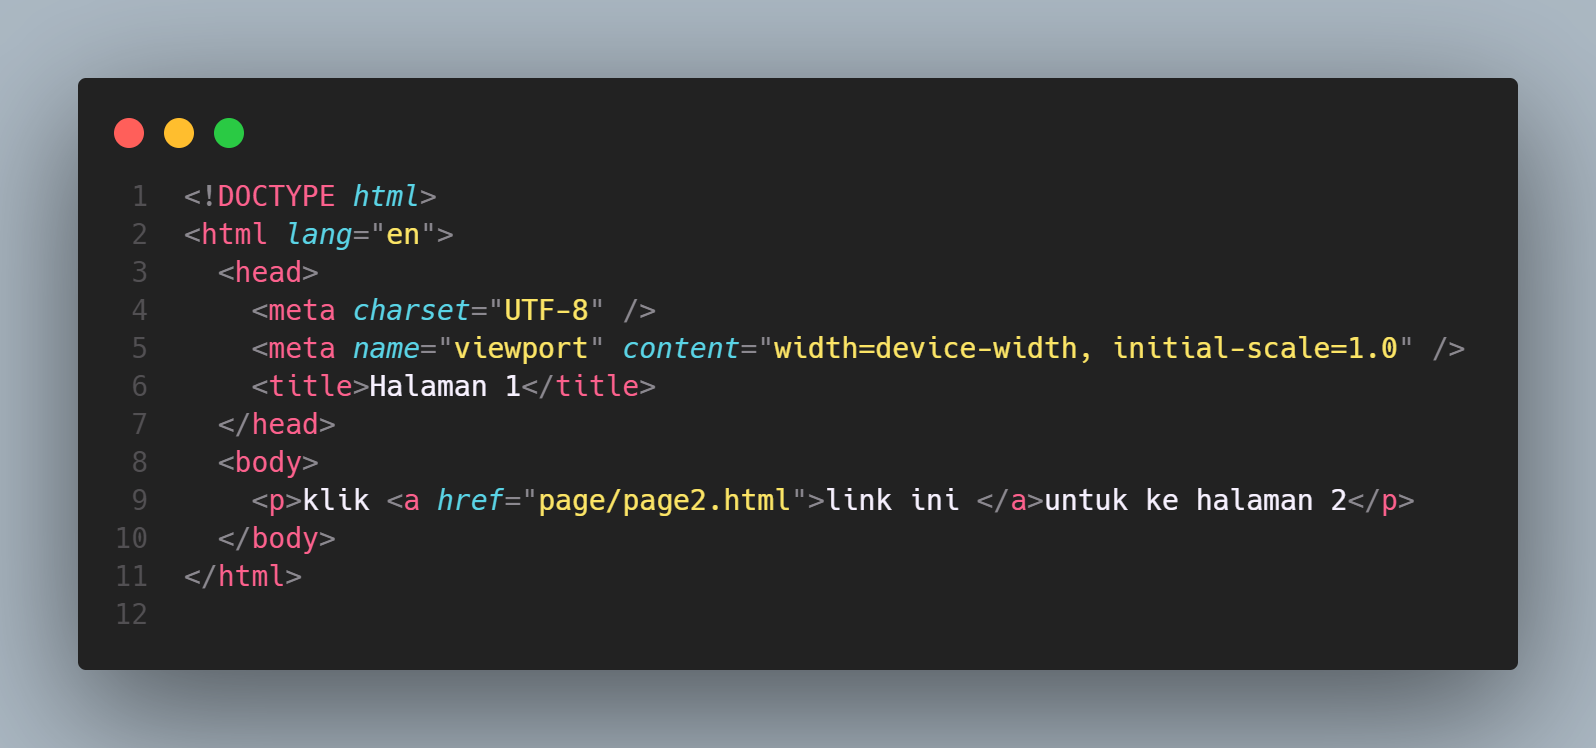 1 <!DOCTYPE html>
2 <html lang="en">
3   <head>
4     <meta charset="UTF-8" />
5     <meta name="viewport" content="width=device-width, initial-scale=1.0" />
6     <title>Halaman 1</title>
7   </head>
8   <body>
9     <p>klik <a href="page/page2.html">link ini </a>untuk ke halaman 2</p>
10   </body>
11 </html>
12